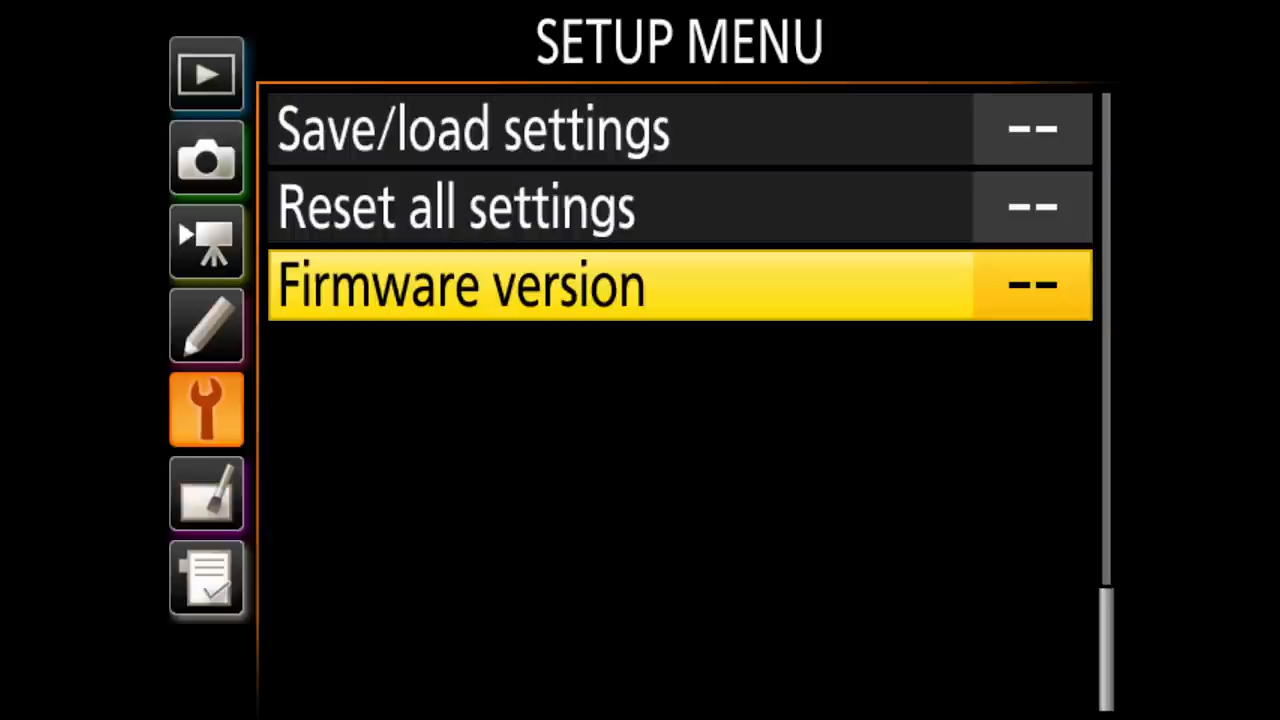 SETUP MENU
Save/load settings --
Reset all settings --
Firmware version --